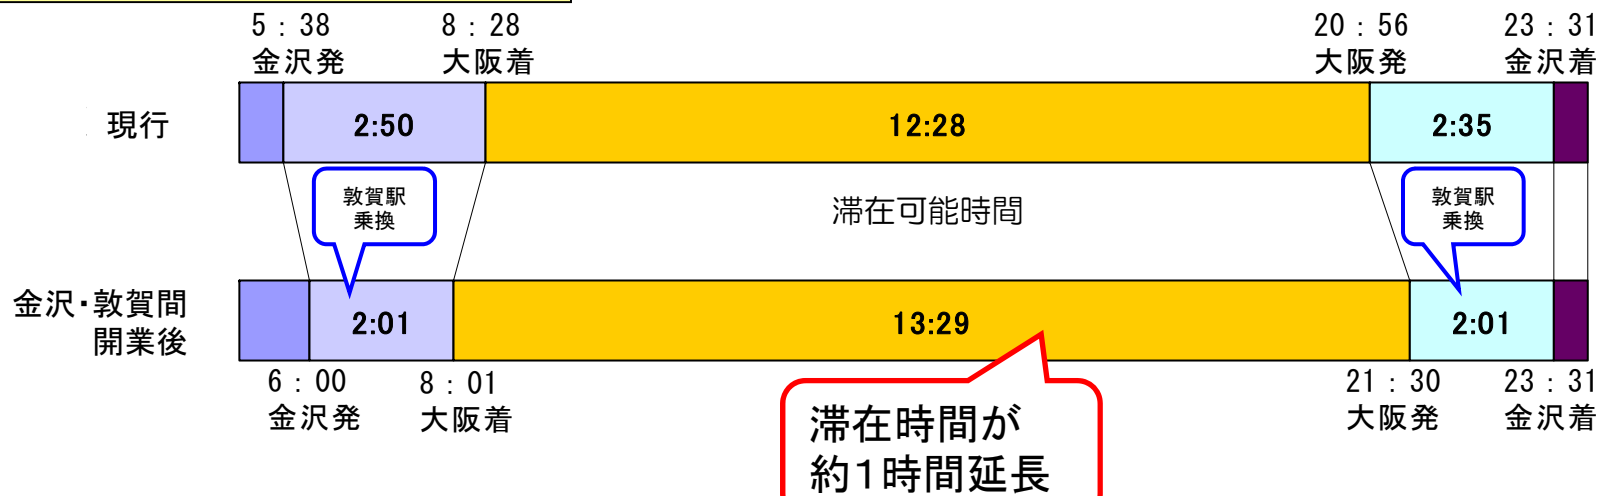 5：38
金沢発
8：28
大阪着
20：56
大阪発
23：31
金沢着
現行
2:50
12:28
2:35
敦賀駅
乗換
滞在可能時間
敦賀駅
乗換
金沢・敦賀間
開業後
2:01
13:29
2:01
6：00
金沢発
8：01
大阪着
21：30
大阪発
23：31
金沢着
滞在時間が
約1時間延長